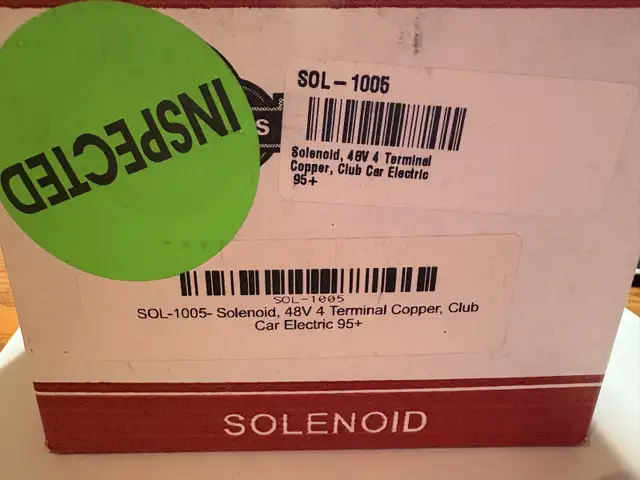 INSPECTED
S
SOL-1005
Solenoid, 48V 4 Terminal
Copper, Club Car Electric
95+
SOL-1005
SOL-1005- Solenoid, 48V 4 Terminal Copper, Club
Car Electric 95+
SOLENOID